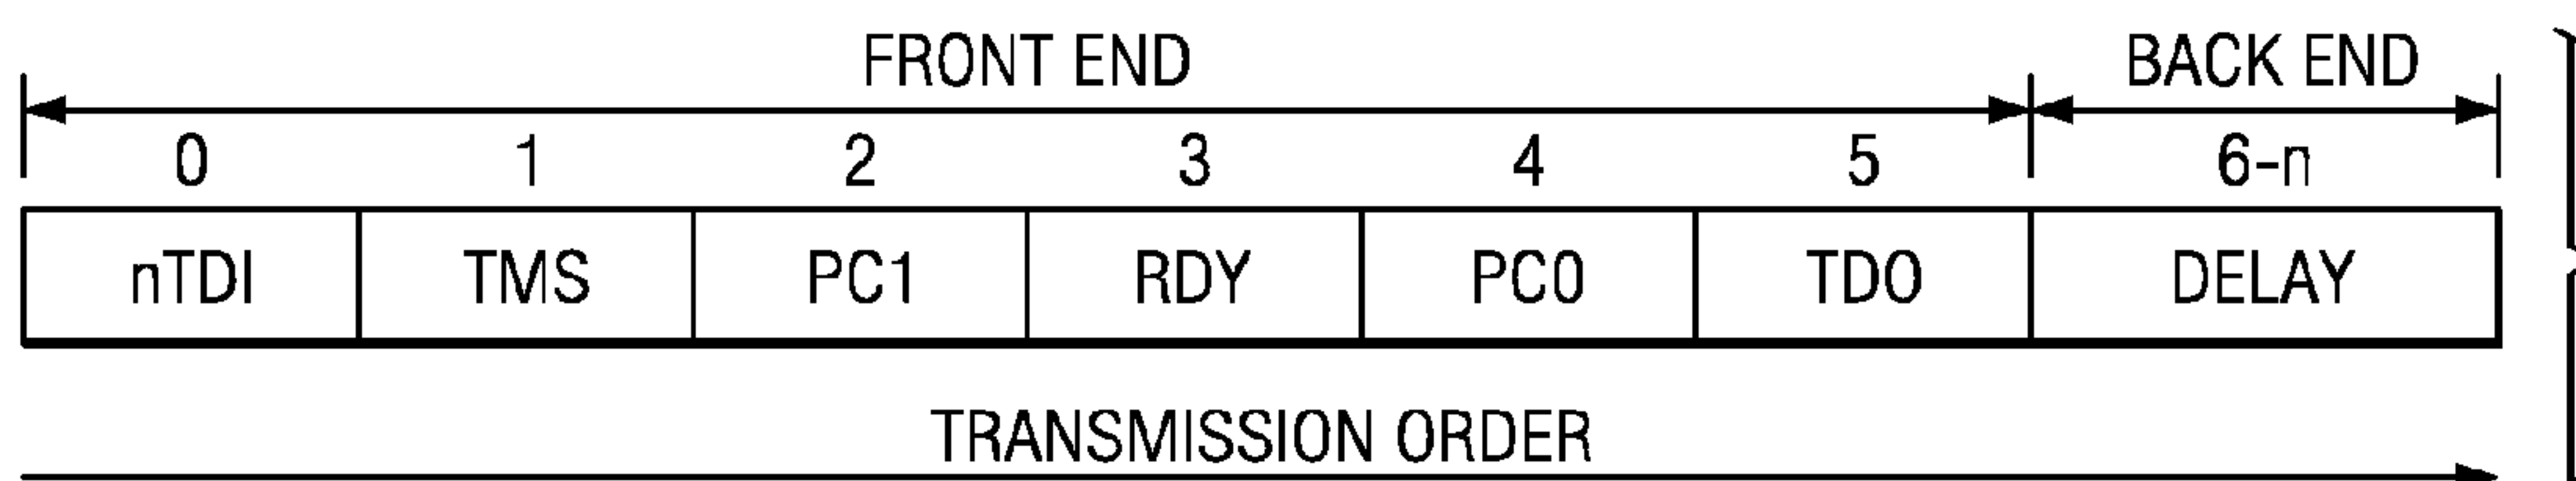 FRONT END BACK END
0 1 2 3 4 5 6-n
nTDI TMS PC1 RDY PC0 TDO DELAY
TRANSMISSION ORDER